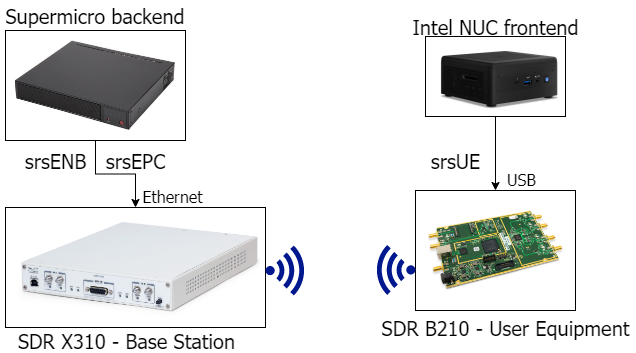 Supermicro backend
Intel NUC frontend
srsENB
srsEPC
srsUE
Ethernet
USB
SDR X310 - Base Station
SDR B210 - User Equipment